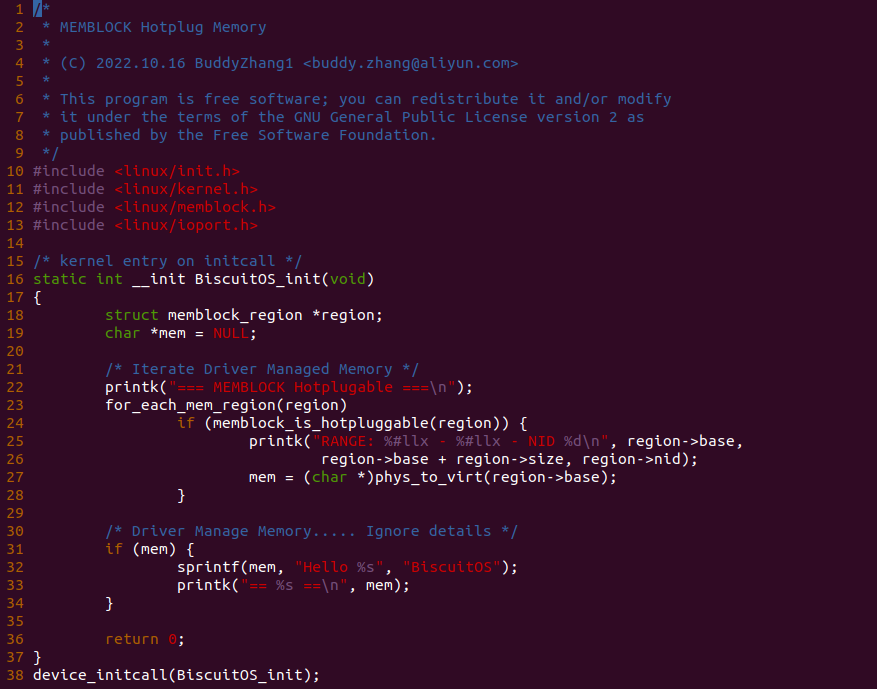 1 /*
2  * MEMBLOCK Hotplug Memory
3  *
4  * (C) 2022.10.16 BuddyZhang1 <buddy.zhang@aliyun.com>
5  *
6  * This program is free software; you can redistribute it and/or modify
7  * it under the terms of the GNU General Public License version 2 as
8  * published by the Free Software Foundation.
9  */
10 #include <linux/init.h>
11 #include <linux/kernel.h>
12 #include <linux/memblock.h>
13 #include <linux/ioport.h>
14
15 /* kernel entry on initcall */
16 static int __init BiscuitOS_init(void)
17 {
18         struct memblock_region *region;
19         char *mem = NULL;
20
21         /* Iterate Driver Managed Memory */
22         printk("=== MEMBLOCK Hotplugable ===\n");
23         for_each_mem_region(region)
24                 if (memblock_is_hotpluggable(region)) {
25                         printk("RANGE: %#llx - %#llx - NID %d\n", region->base,
26                                 region->base + region->size, region->nid);
27                         mem = (char *)phys_to_virt(region->base);
28                 }
29
30         /* Driver Manage Memory..... Ignore details */
31         if (mem) {
32                 sprintf(mem, "Hello %s", "BiscuitOS");
33                 printk("== %s ==\n", mem);
34         }
35
36         return 0;
37 }
38 device_initcall(BiscuitOS_init);